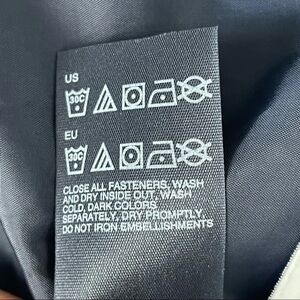 US
30C
EU
30C
CLOSE ALL FASTENERS, WASH
AND DRY INSIDE OUT, WASH
COLD, DARK COLORS
SEPARATELY, DRY PROMPTLY.
DO NOT IRON EMBELLISHMENTS